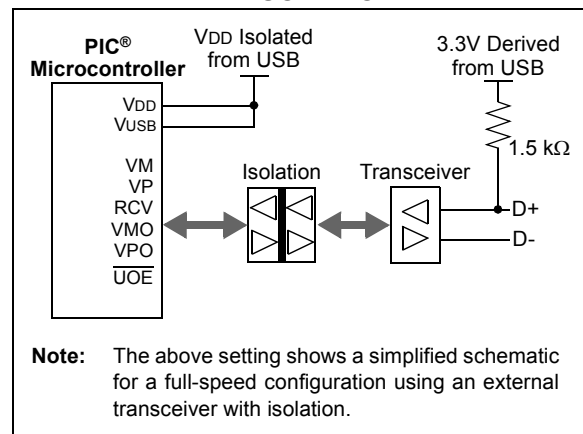 PIC®
Microcontroller
VDD Isolated
from USB
3.3V Derived
from USB
VDD
VUSB
1.5 kΩ
VM
VP
RCV
VMO
VPO
UOE
Isolation
Transceiver
D+
D-
Note: The above setting shows a simplified schematic
for a full-speed configuration using an external
transceiver with isolation.